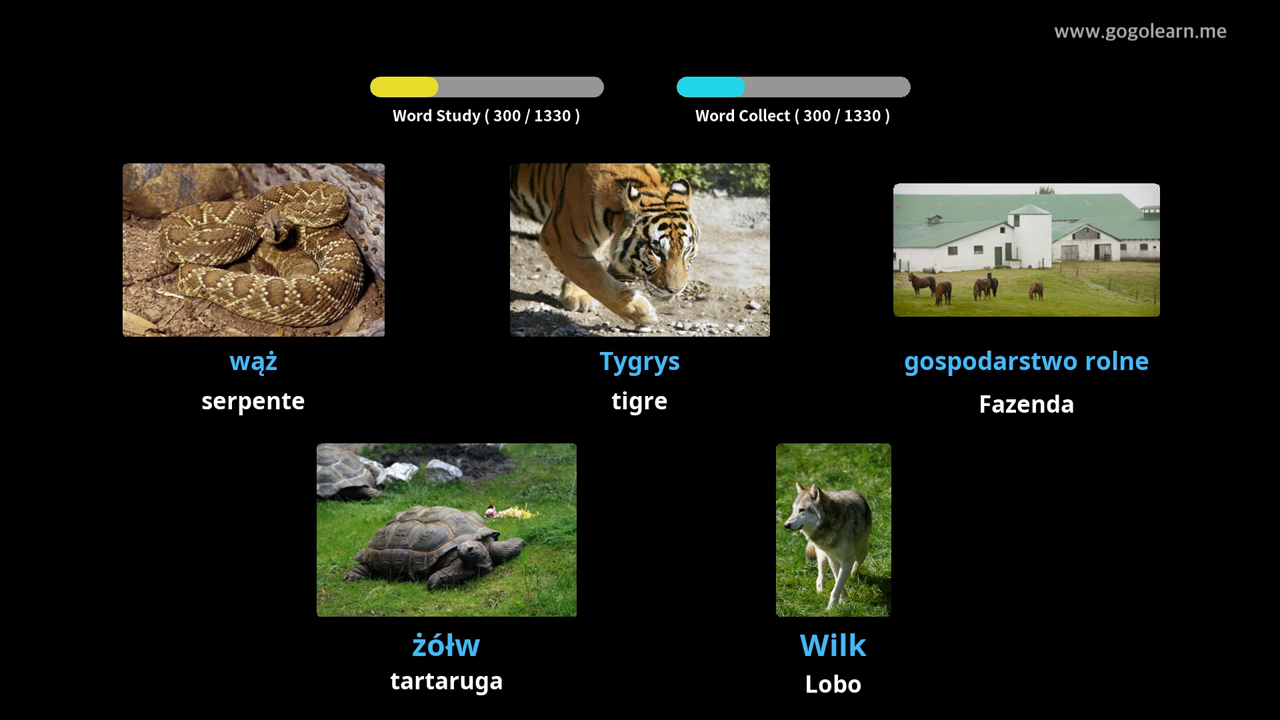 www.gogolearn.me
Word Study ( 300 / 1330 )
Word Collect ( 300 / 1330 )
wąż
serpente
Tygrys
tigre
gospodarstwo rolne
Fazenda
żółw
tartaruga
Wilk
Lobo